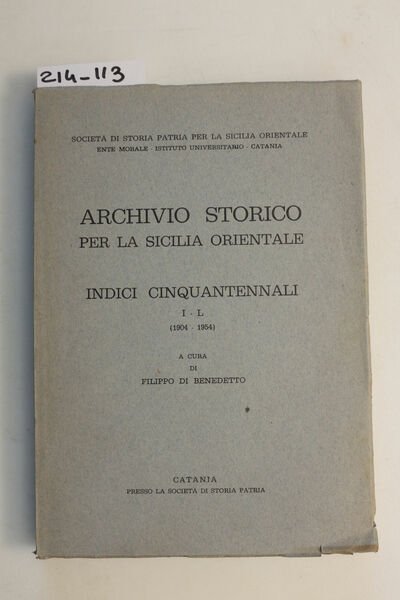 214-113
SOCIETÀ DI STORIA PATRIA PER LA SICILIA ORIENTALE
ENTE MORALE - ISTITUTO UNIVERSITARIO - CATANIA
ARCHIVIO STORICO
PER LA SICILIA ORIENTALE
INDICI CINQUANTENNALI
I - L
(1904 - 1954)
A CURA
DI
FILIPPO DI BENEDETTO
CATANIA
PRESSO LA SOCIETÀ DI STORIA PATRIA